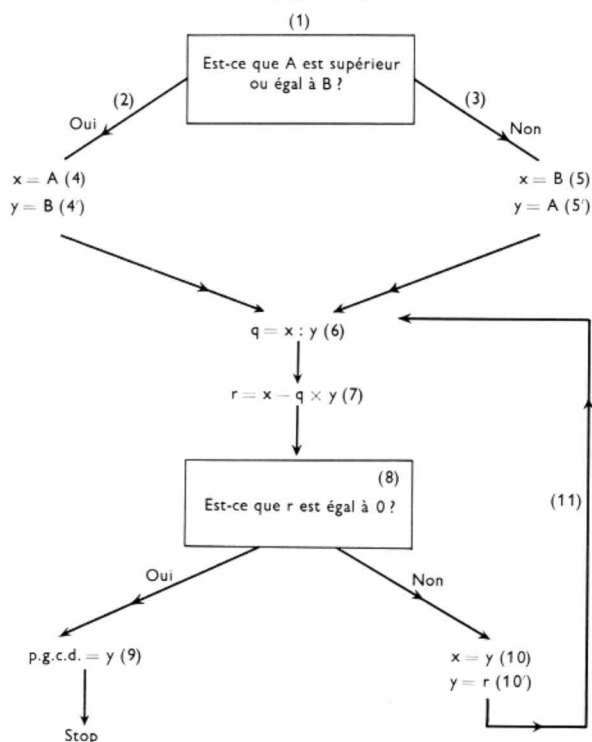 (1)
Est-ce que A est supérieur
ou égal à B ?
(2)
(3)
Oui
Non
x = A (4)
y = B (4')
x = B (5)
y = A (5')
q = x : y (6)
r = x – q × y (7)
(8)
Est-ce que r est égal à 0 ?
(11)
Oui
Non
p.g.c.d. = y (9)
x = y (10)
y = r (10')
Stop